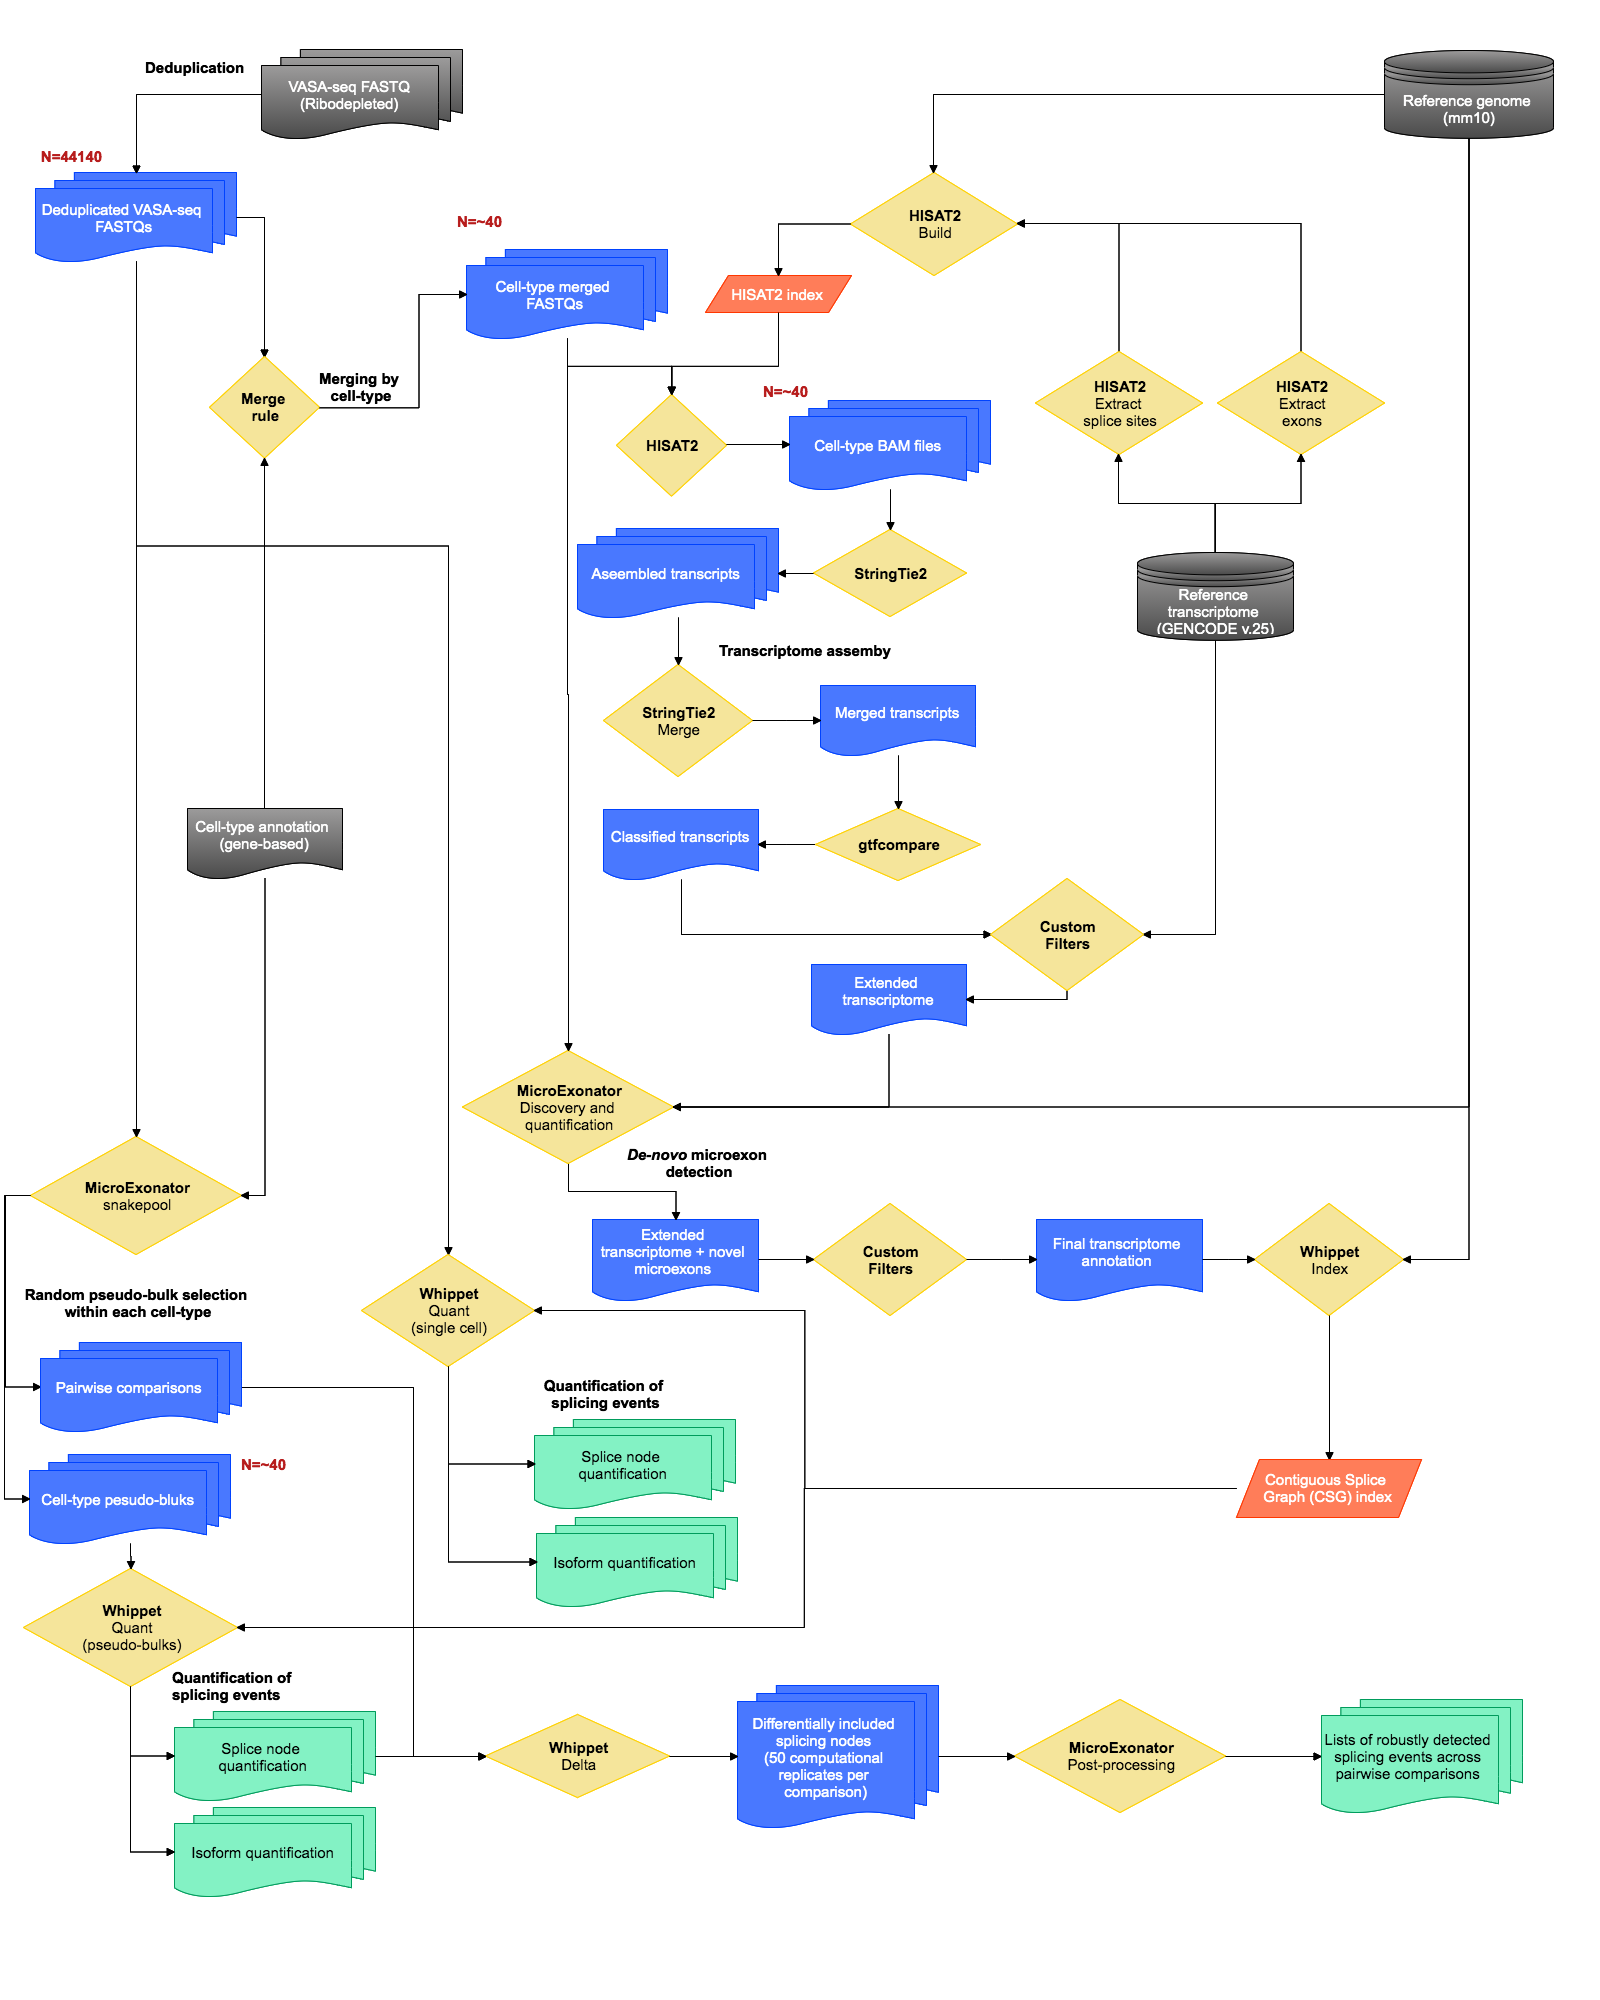 Deduplication
VASA-seq FASTQ
(Ribodepleted)
Reference genome
(mm10)
N=44140
Deduplicated VASA-seq
FASTQs
N=~40
Cell-type merged
FASTQs
HISAT2
Build
HISAT2 index
Merge
rule
Merging by
cell-type
HISAT2
N=~40
Cell-type BAM files
HISAT2
Extract
splice sites
HISAT2
Extract
exons
Aseembled transcripts
StringTie2
Reference
transcriptome
(GENCODE v.25)
Transcriptome assemby
StringTie2
Merge
Merged transcripts
Cell-type annotation
(gene-based)
Classified transcripts
gtfcompare
Custom
Filters
Extended
transcriptome
MicroExonator
Discovery and
quantification
De-novo microexon
detection
MicroExonator
snakepool
Extended
transcriptome + novel
microexons
Custom
Filters
Final transcriptome
annotation
Whippet
Index
Random pseudo-bulk selection
within each cell-type
Whippet
Quant
(single cell)
Pairwise comparisons
Quantification of
splicing events
Splice node
quantification
N=~40
Cell-type pesudo-bluks
Contiguous Splice
Graph (CSG) index
Isoform quantification
Whippet
Quant
(pseudo-bulks)
Quantification of
splicing events
Splice node
quantification
Whippet
Delta
Differentially included
splicing nodes
(50 computational
replicates per
comparison)
MicroExonator
Post-processing
Lists of robustly detected
splicing events across
pairwise comparisons
Isoform quantification